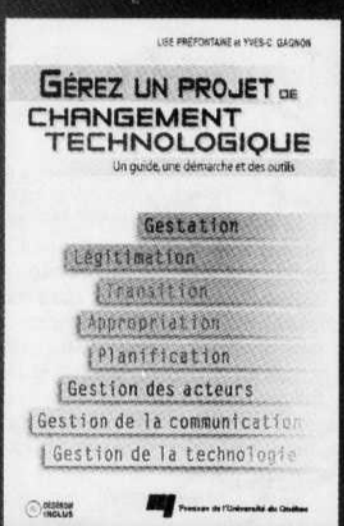 LISE PRÉFONTAINE et YVES-C. GAGNON
GÉREZ UN PROJET DE
CHANGEMENT
TECHNOLOGIQUE
Un guide, une démarche et des outils
Gestation
Légitimation
Transition
Appropriation
Planification
Gestion des acteurs
Gestion de la communication
Gestion de la technologie
CÉDÉROM
INCLUS
Presses de l'Université du Québec